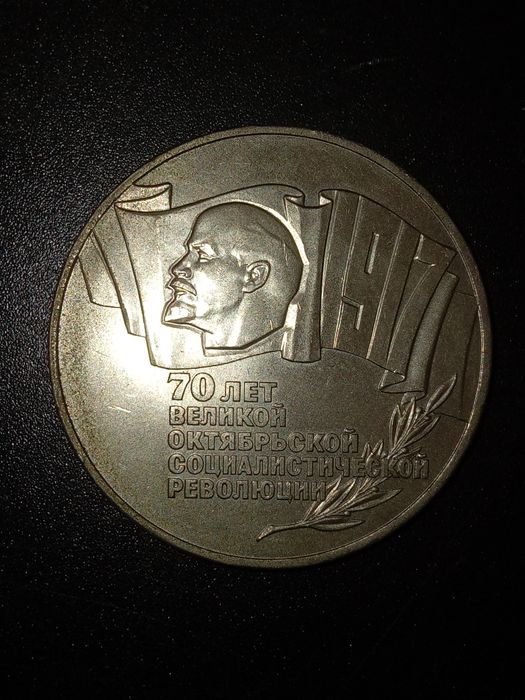 1917
70 ЛЕТ
ВЕЛИКОЙ
ОКТЯБРЬСКОЙ
СОЦИАЛИСТИЧЕСКОЙ
РЕВОЛЮЦИИ